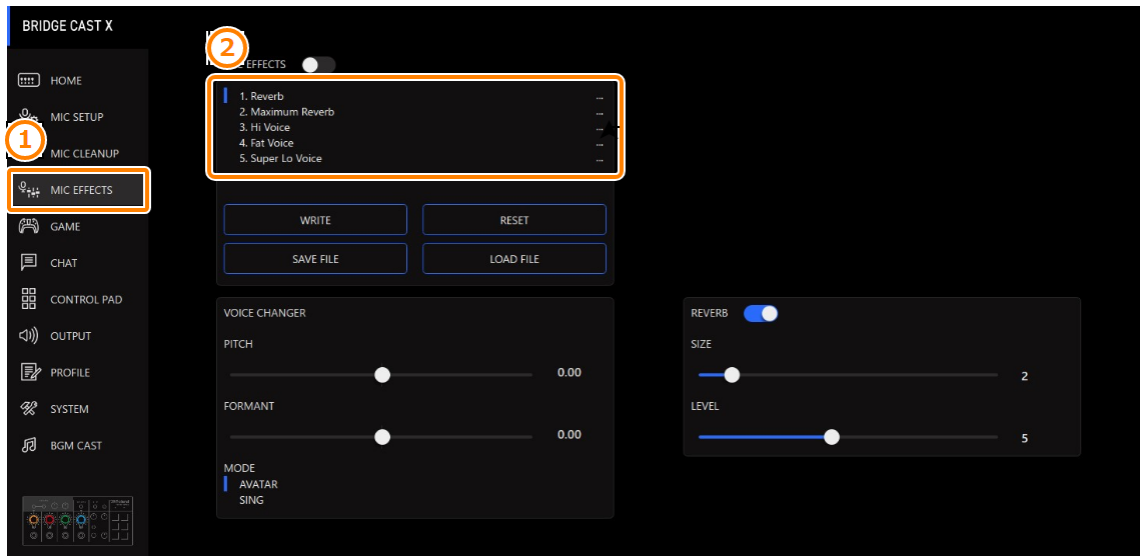 BRIDGE CAST X
HOME
MIC SETUP
1
MIC CLEANUP
MIC EFFECTS
GAME
CHAT
CONTROL PAD
OUTPUT
PROFILE
SYSTEM
BGM CAST
2
EFFECTS
1. Reverb ...
2. Maximum Reverb ...
3. Hi Voice ...
4. Fat Voice ...
5. Super Lo Voice ...
WRITE RESET
SAVE FILE LOAD FILE
VOICE CHANGER
PITCH
0.00
FORMANT
0.00
MODE
AVATAR
SING
REVERB
SIZE
2
LEVEL
5